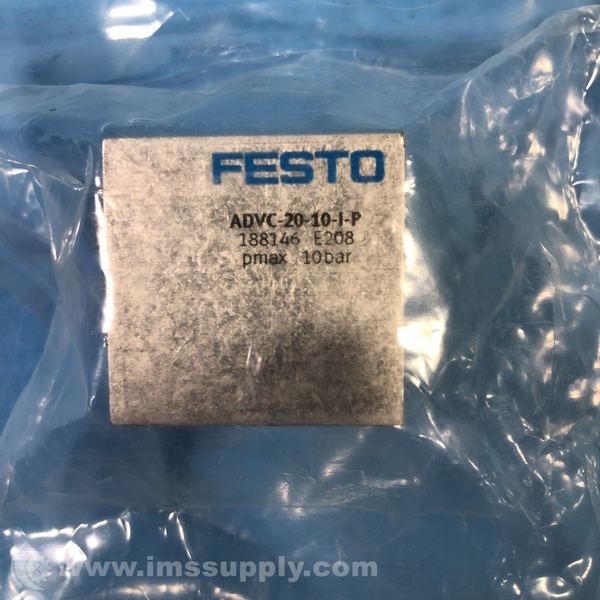 FESTO
ADVC-20-10-I-P
188146 E208
pmax 10bar
www.imssupply.com